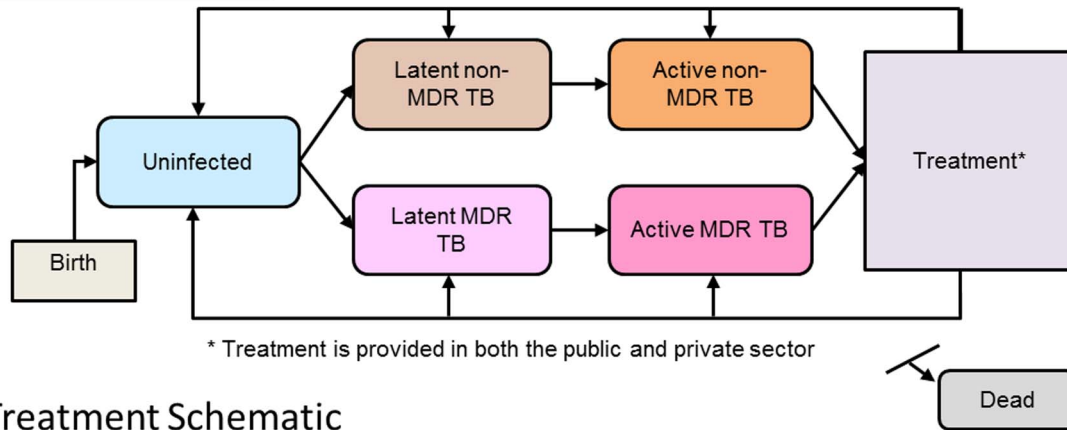 Latent non-
MDR TB
Active non-
MDR TB
Uninfected
Treatment*
Latent MDR
TB
Active MDR TB
Birth
* Treatment is provided in both the public and private sector
Dead
Treatment Schematic